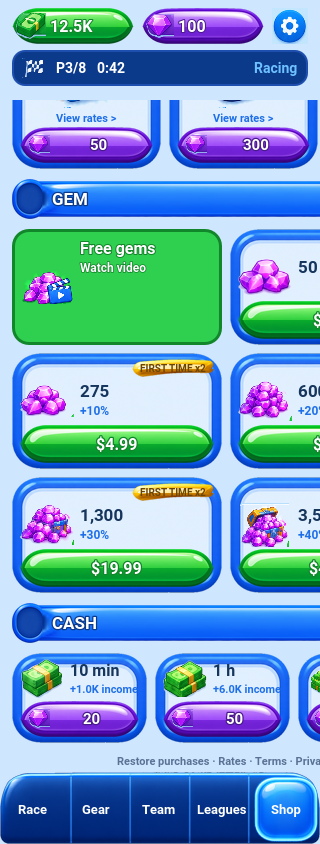 12.5K 100
P3/8 0:42 Racing
View rates > View rates >
50 300
GEM
Free gems
Watch video
50
FIRST TIME x2
275
+10%
$4.99
FIRST TIME x2
1,300
+30%
$19.99
CASH
10 min 1 h
+1.0K income +6.0K income
20 50
Restore purchases · Rates · Terms ·
Race Gear Team Leagues Shop